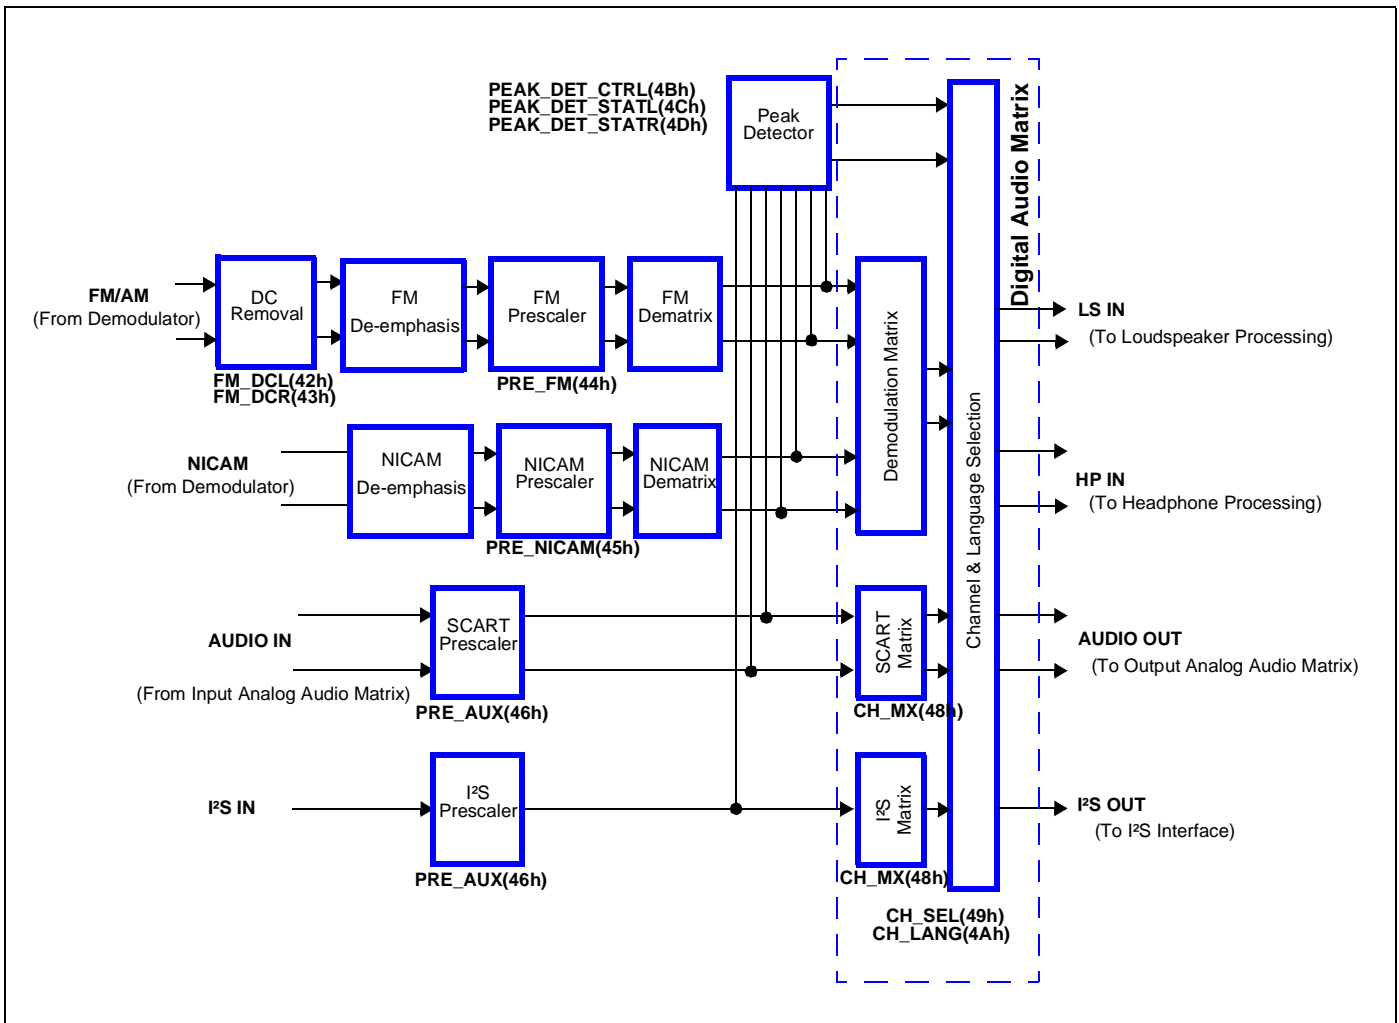 PEAK_DET_CTRL(4Bh)
PEAK_DET_STATL(4Ch)
PEAK_DET_STATR(4Dh)
Peak
Detector
Digital Audio Matrix
FM/AM
(From Demodulator)
DC
Removal
FM_DCL(42h)
FM_DCR(43h)
FM
De-emphasis
FM
Prescaler
PRE_FM(44h)
FM
Dematrix
Demodulation Matrix
Channel & Language Selection
LS IN
(To Loudspeaker Processing)
NICAM
(From Demodulator)
NICAM
De-emphasis
NICAM
Prescaler
PRE_NICAM(45h)
NICAM
Dematrix
HP IN
(To Headphone Processing)
AUDIO IN
(From Input Analog Audio Matrix)
SCART
Prescaler
PRE_AUX(46h)
SCART
Matrix
CH_MX(48h)
AUDIO OUT
(To Output Analog Audio Matrix)
I²S IN
I²S
Prescaler
PRE_AUX(46h)
I²S
Matrix
CH_MX(48h)
I²S OUT
(To I²S Interface)
CH_SEL(49h)
CH_LANG(4Ah)